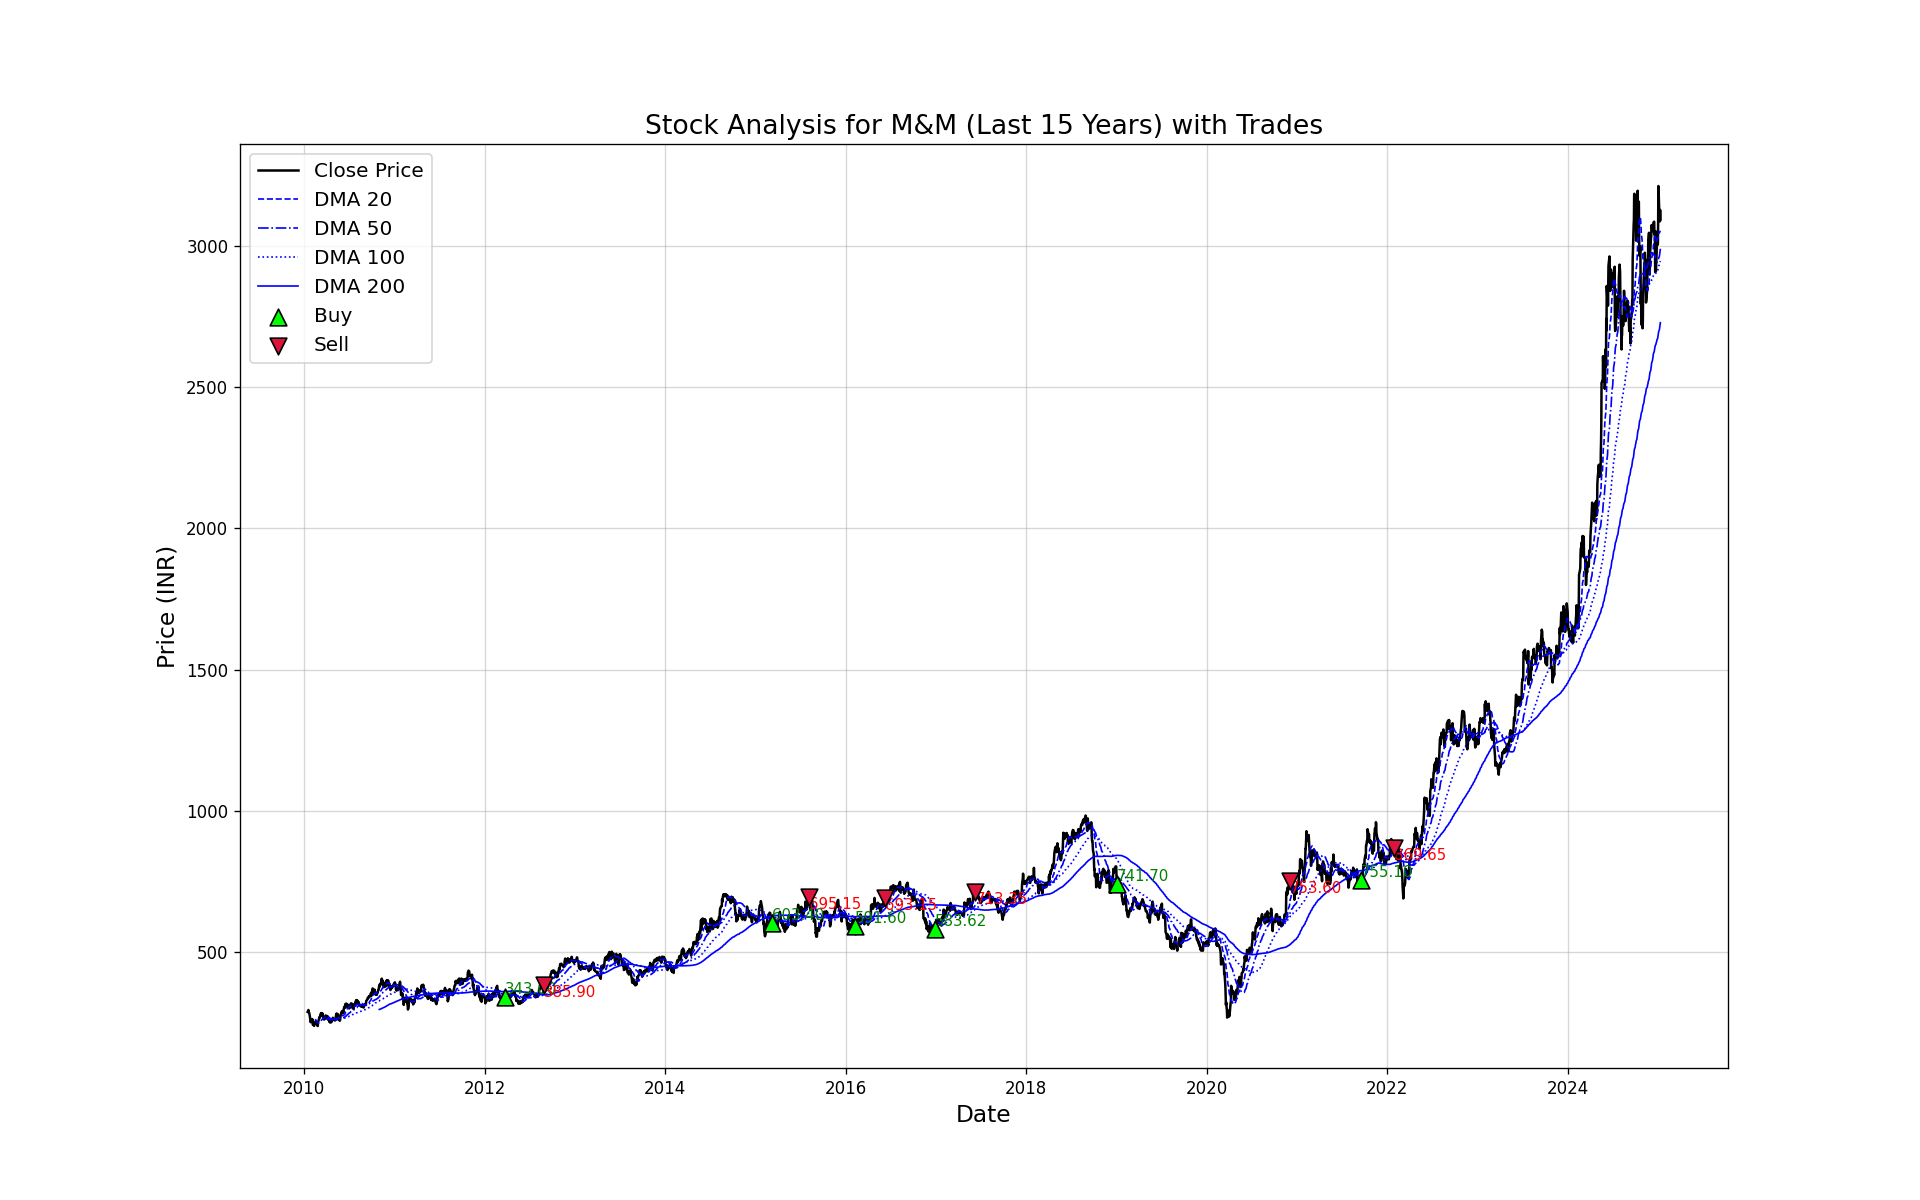 Stock Analysis for M&M (Last 15 Years) with Trades
Close Price
DMA 20
DMA 50
DMA 100
DMA 200
Buy
Sell
Price (INR)
3000
2500
2000
1500
1000
500
385.90
695.15
583.62
741.70
2010
2012
2014
2016
2018
2020
2022
2024
Date